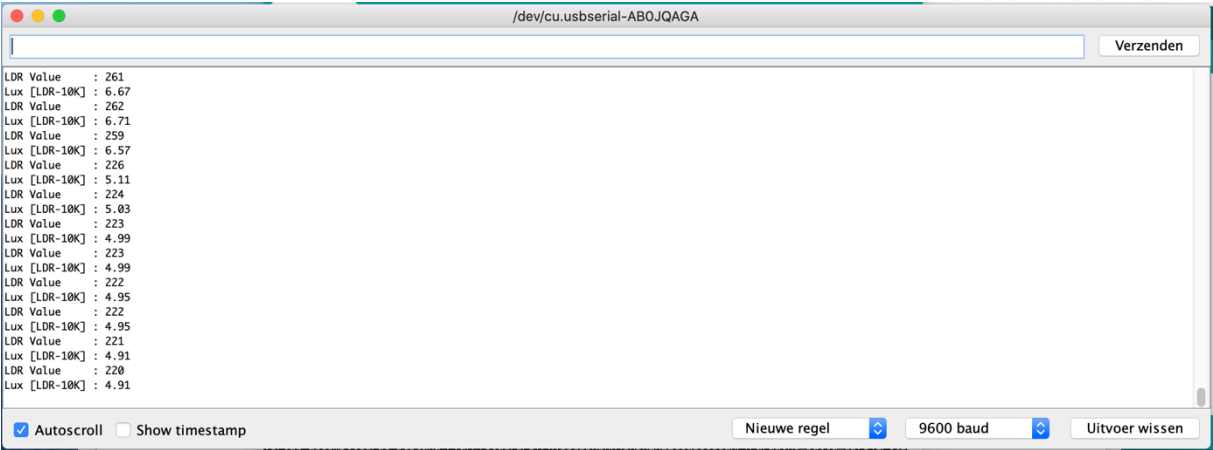 /dev/cu.usbserial-AB0JQAGA
Verzenden
LDR Value    : 261
Lux [LDR-10K] : 6.67
LDR Value    : 262
Lux [LDR-10K] : 6.71
LDR Value    : 259
Lux [LDR-10K] : 6.57
LDR Value    : 226
Lux [LDR-10K] : 5.11
LDR Value    : 224
Lux [LDR-10K] : 5.03
LDR Value    : 223
Lux [LDR-10K] : 4.99
LDR Value    : 223
Lux [LDR-10K] : 4.99
LDR Value    : 222
Lux [LDR-10K] : 4.95
LDR Value    : 222
Lux [LDR-10K] : 4.95
LDR Value    : 221
Lux [LDR-10K] : 4.91
LDR Value    : 220
Lux [LDR-10K] : 4.91
Autoscroll Show timestamp Nieuwe regel 9600 baud Uitvoer wissen